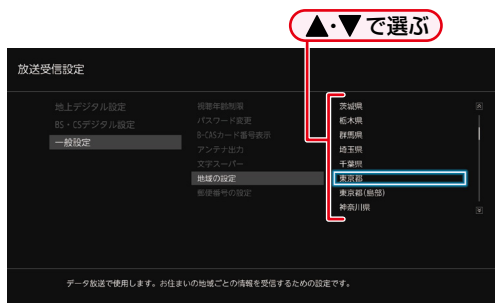 ▲・▼で選ぶ
放送受信設定
地上デジタル設定
BS・CSデジタル設定
一般設定
視聴年齢制限
パスワード変更
B-CASカード番号表示
アンテナ出力
文字スーパー
地域の設定
郵便番号の設定
茨城県
栃木県
群馬県
埼玉県
千葉県
東京都
東京都(島部)
神奈川県
データ放送で使用します。お住まいの地域ごとの情報を受信するための設定です。